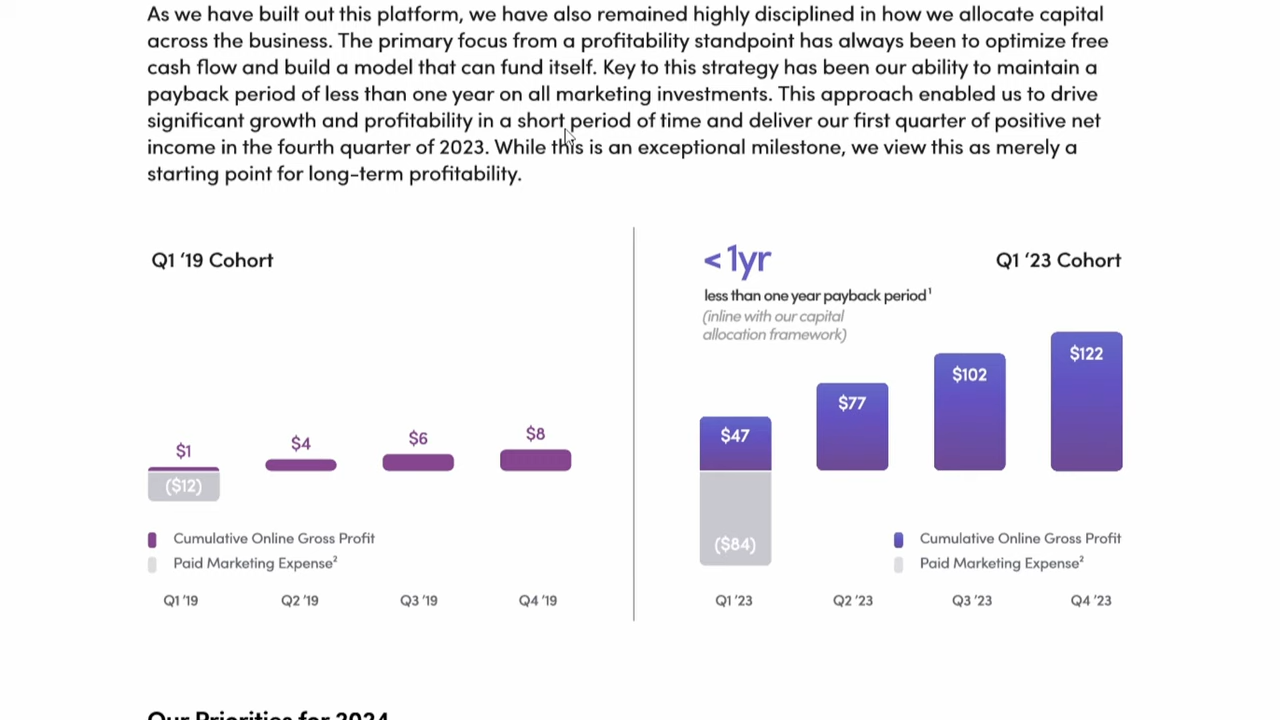 As we have built out this platform, we have also remained highly disciplined in how we allocate capital
across the business. The primary focus from a profitability standpoint has always been to optimize free
cash flow and build a model that can fund itself. Key to this strategy has been our ability to maintain a
payback period of less than one year on all marketing investments. This approach enabled us to drive
significant growth and profitability in a short period of time and deliver our first quarter of positive net
income in the fourth quarter of 2023. While this is an exceptional milestone, we view this as merely a
starting point for long-term profitability.
Q1 ’19 Cohort
$1
$4
$6
$8
($12)
Cumulative Online Gross Profit
Paid Marketing Expense²
Q1 ’19
Q2 ’19
Q3 ’19
Q4 ’19
<1yr
Q1 ’23 Cohort
less than one year payback period¹
(inline with our capital
allocation framework)
$47
$77
$102
$122
($84)
Cumulative Online Gross Profit
Paid Marketing Expense²
Q1 ’23
Q2 ’23
Q3 ’23
Q4 ’23
Our Priorities for 2024